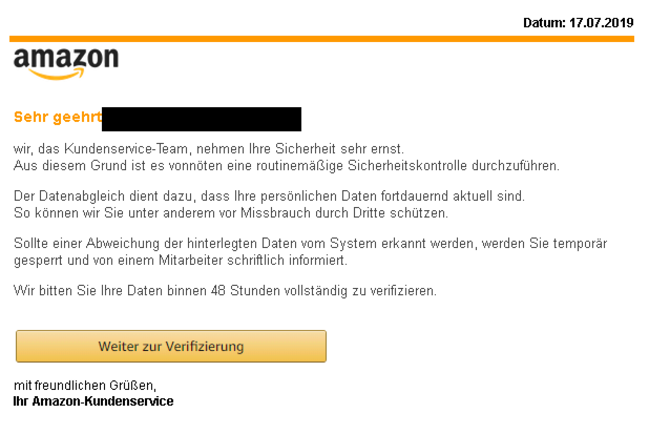 Datum: 17.07.2019
amazon
Sehr geehrt
wir, das Kundenservice-Team, nehmen Ihre Sicherheit sehr ernst.
Aus diesem Grund ist es vonnöten eine routinemäßige Sicherheitskontrolle durchzuführen.
Der Datenabgleich dient dazu, dass Ihre persönlichen Daten fortdauernd aktuell sind.
So können wir Sie unter anderem vor Missbrauch durch Dritte schützen.
Sollte einer Abweichung der hinterlegten Daten vom System erkannt werden, werden Sie temporär
gesperrt und von einem Mitarbeiter schriftlich informiert.
Wir bitten Sie Ihre Daten binnen 48 Stunden vollständig zu verifizieren.
Weiter zur Verifizierung
mit freundlichen Grüßen,
Ihr Amazon-Kundenservice